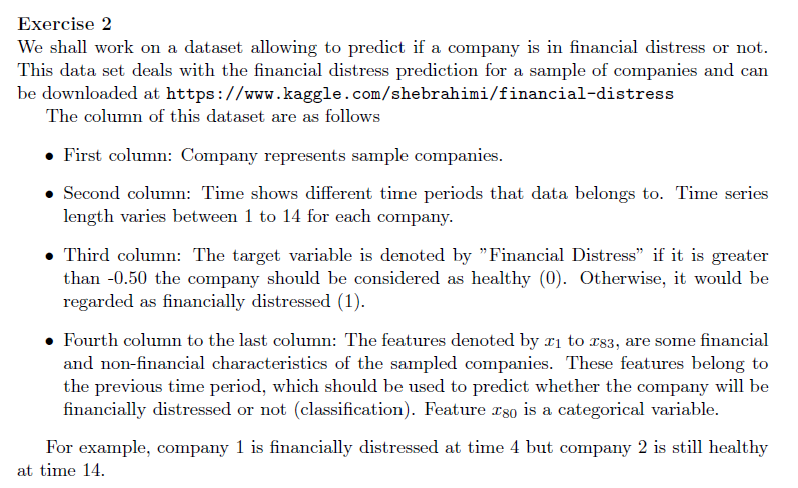 Exercise 2
We shall work on a dataset allowing to predict if a company is in financial distress or not.
This data set deals with the financial distress prediction for a sample of companies and can
be downloaded at https://www.kaggle.com/shebrahimi/financial-distress
The column of this dataset are as follows
• First column: Company represents sample companies.
• Second column: Time shows different time periods that data belongs to. Time series
length varies between 1 to 14 for each company.
• Third column: The target variable is denoted by "Financial Distress" if it is greater
than -0.50 the company should be considered as healthy (0). Otherwise, it would be
regarded as financially distressed (1).
• Fourth column to the last column: The features denoted by x₁ to x₈₃, are some financial
and non-financial characteristics of the sampled companies. These features belong to
the previous time period, which should be used to predict whether the company will be
financially distressed or not (classification). Feature x₈₀ is a categorical variable.
For example, company 1 is financially distressed at time 4 but company 2 is still healthy
at time 14.